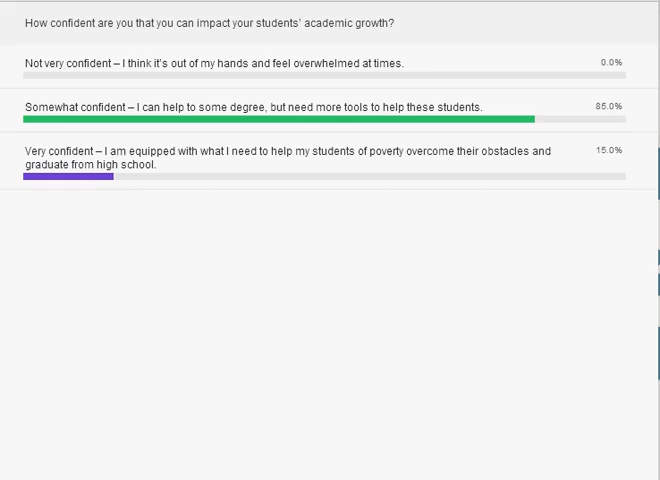 How confident are you that you can impact your students' academic growth?
Not very confident – I think it's out of my hands and feel overwhelmed at times.
0.0%
Somewhat confident – I can help to some degree, but need more tools to help these students.
85.0%
Very confident – I am equipped with what I need to help my students of poverty overcome their obstacles and
graduate from high school.
15.0%